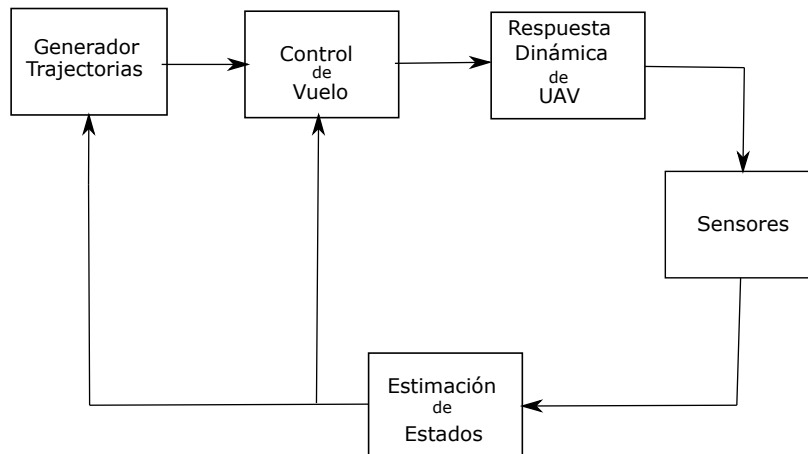 Generador
Trajectorias
Control
de
Vuelo
Respuesta
Dinámica
de
UAV
Sensores
Estimación
de
Estados